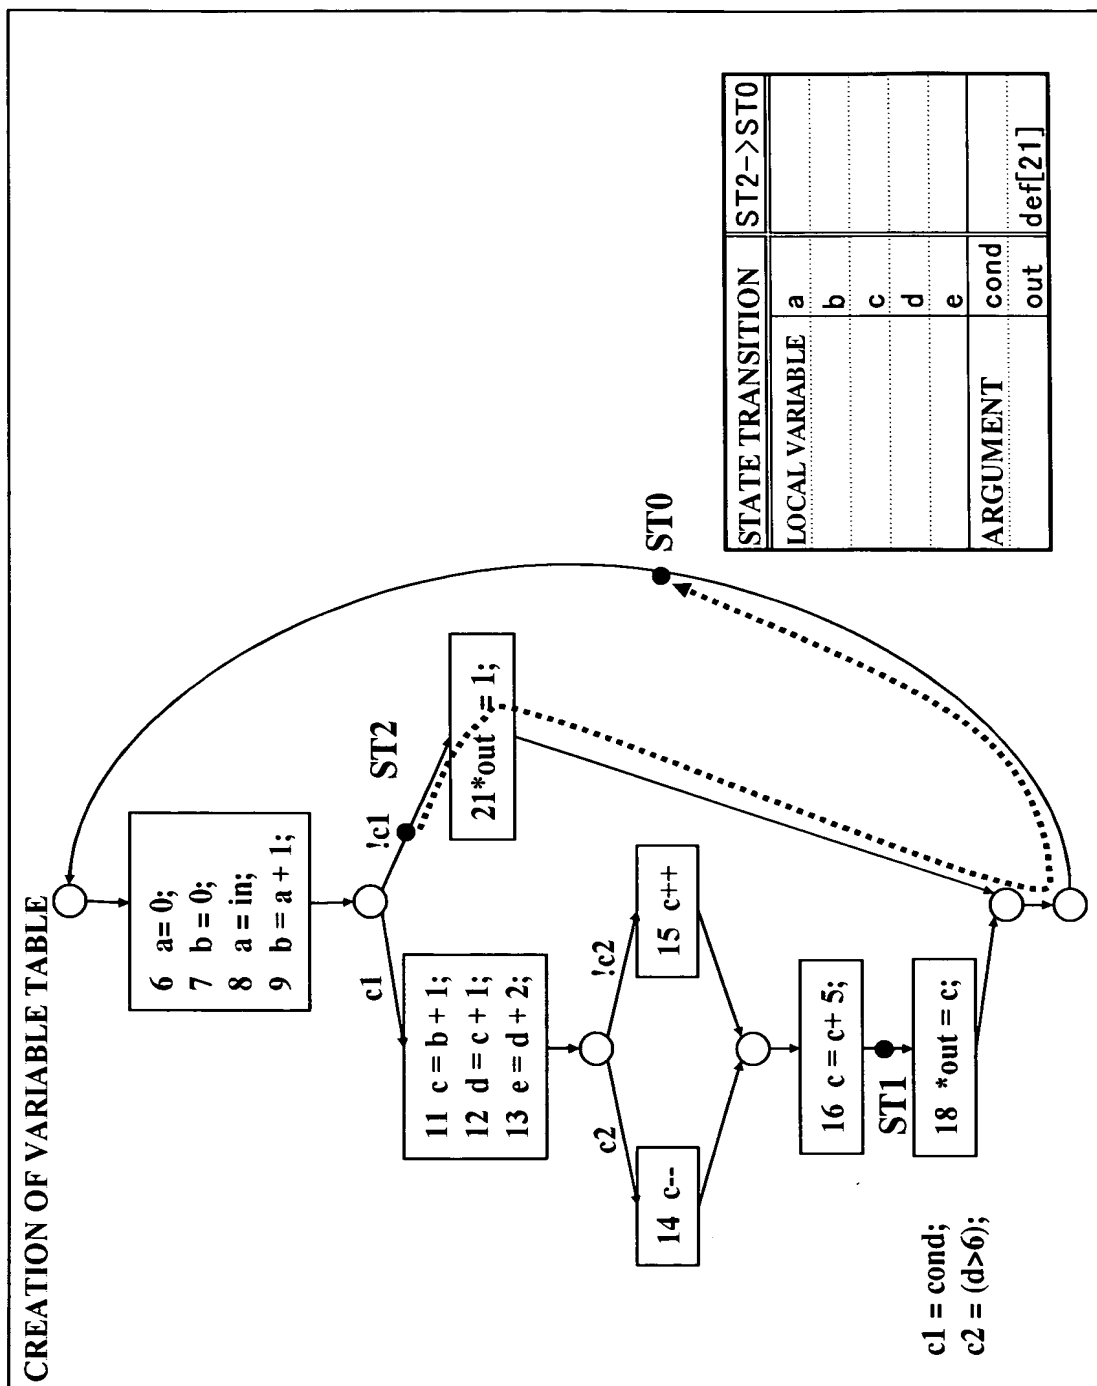 CREATION OF VARIABLE TABLE
6 a= 0;
7 b = 0;
8 a = in;
9 b = a + 1;
c1
!c1
ST2
11 c = b + 1;
12 d = c + 1;
13 e = d + 2;
21*out = 1;
c2
!c2
14 c--
15 c++
16 c = c+ 5;
ST1
18 *out = c;
ST0
c1 = cond;
c2 = (d>6);
STATE TRANSITION ST2->ST0
LOCAL VARIABLE a
b
c
d
e
ARGUMENT cond
out def[21]